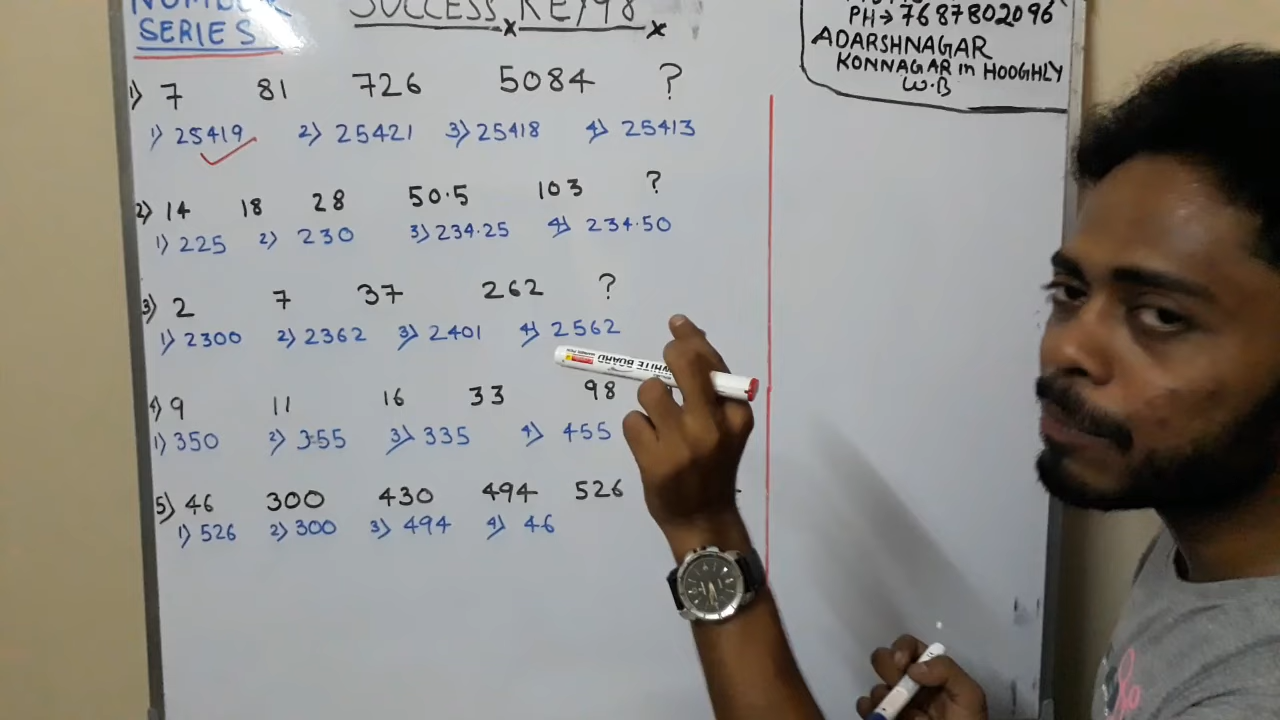 NUMBER
SERIES
SUCCESS KEY98
PH→7687802096
ADARSHNAGAR
KONNAGAR in HOOGHLY
W.B
1) 7 81 726 5084 ?
1) 25419 2) 25421 3) 25418 4) 25413
2) 14 18 28 50.5 103 ?
1) 225 2) 230 3) 234.25 4) 234.50
3) 2 7 37 262 ?
1) 2300 2) 2362 3) 2401 4) 2562
WHITE BOARD
4) 9 11 16 33 98
1) 350 2) 355 3) 335 4) 455
5) 46 300 430 494 526
1) 526 2) 300 3) 494 4) 46